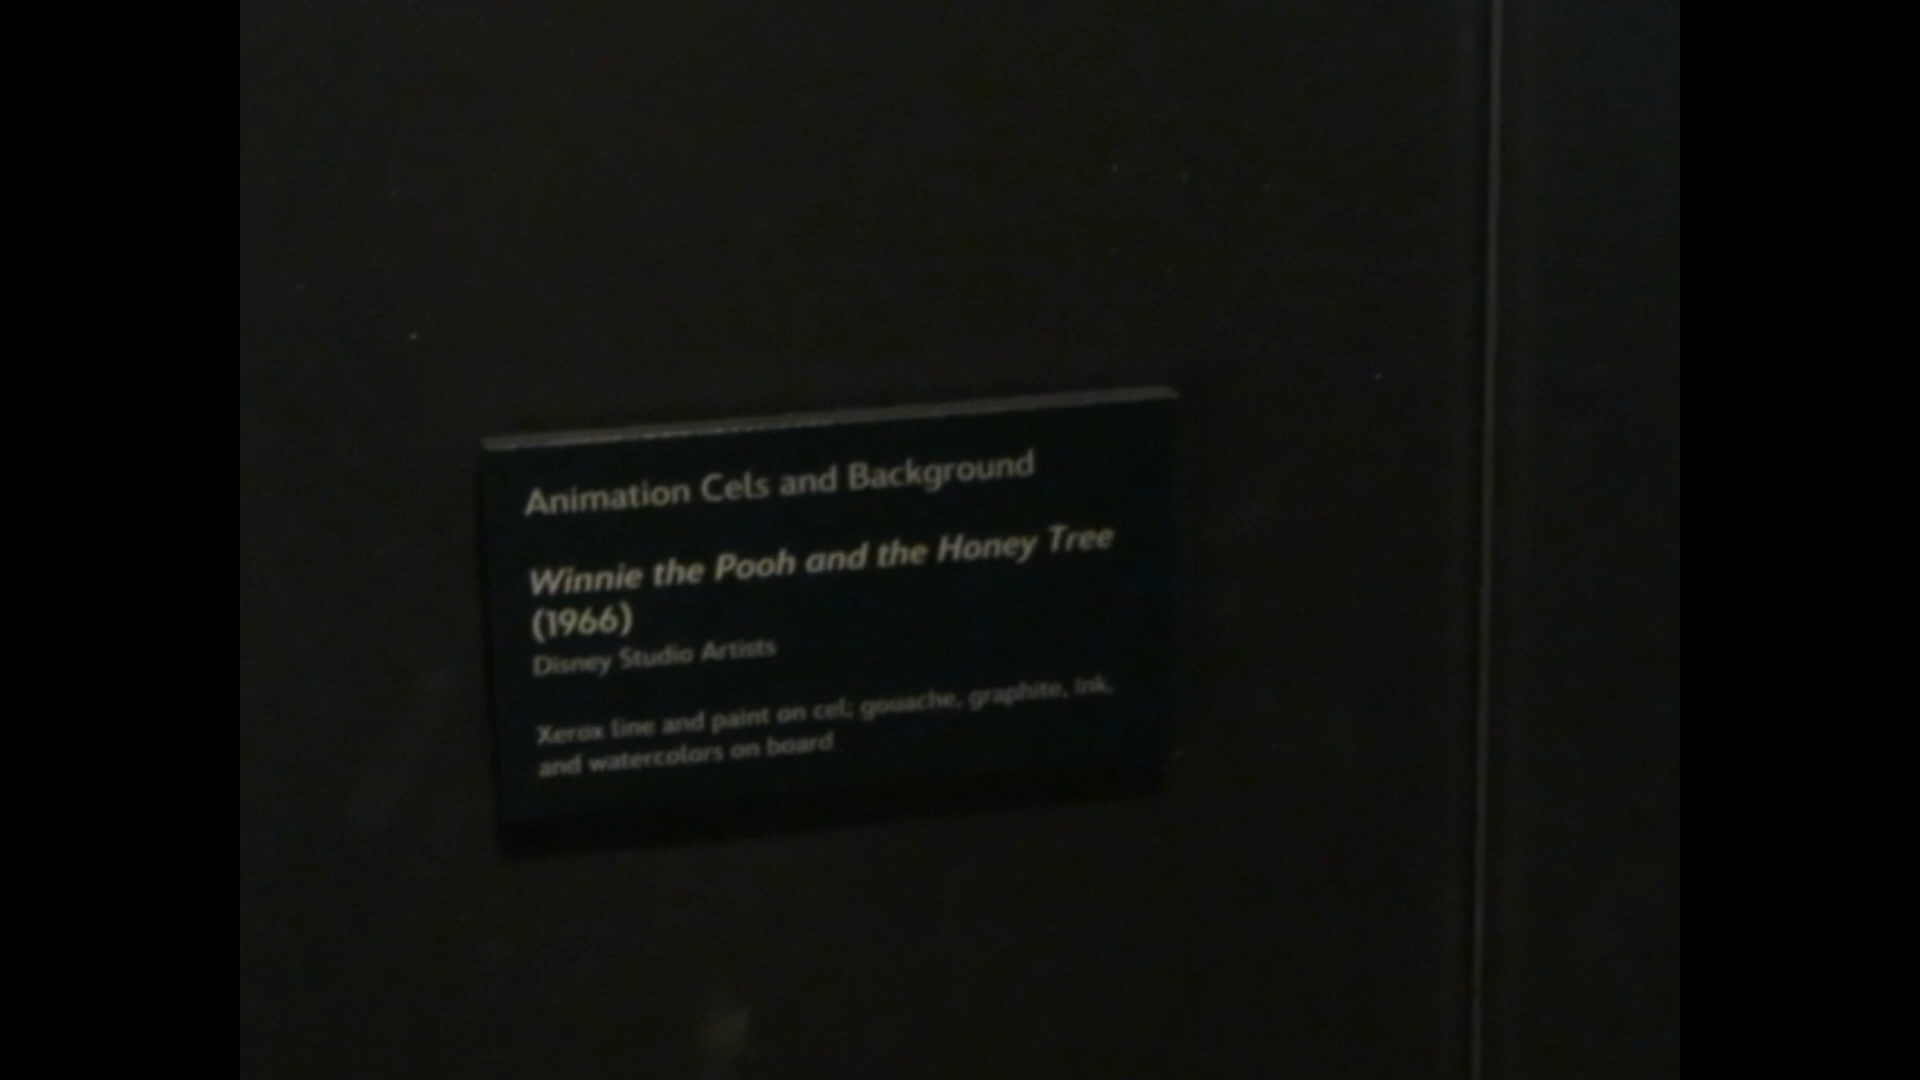 Animation Cels and Background
Winnie the Pooh and the Honey Tree
(1966)
Disney Studio Artists
Xerox line and paint on cel; gouache, graphite, ink,
and watercolors on board